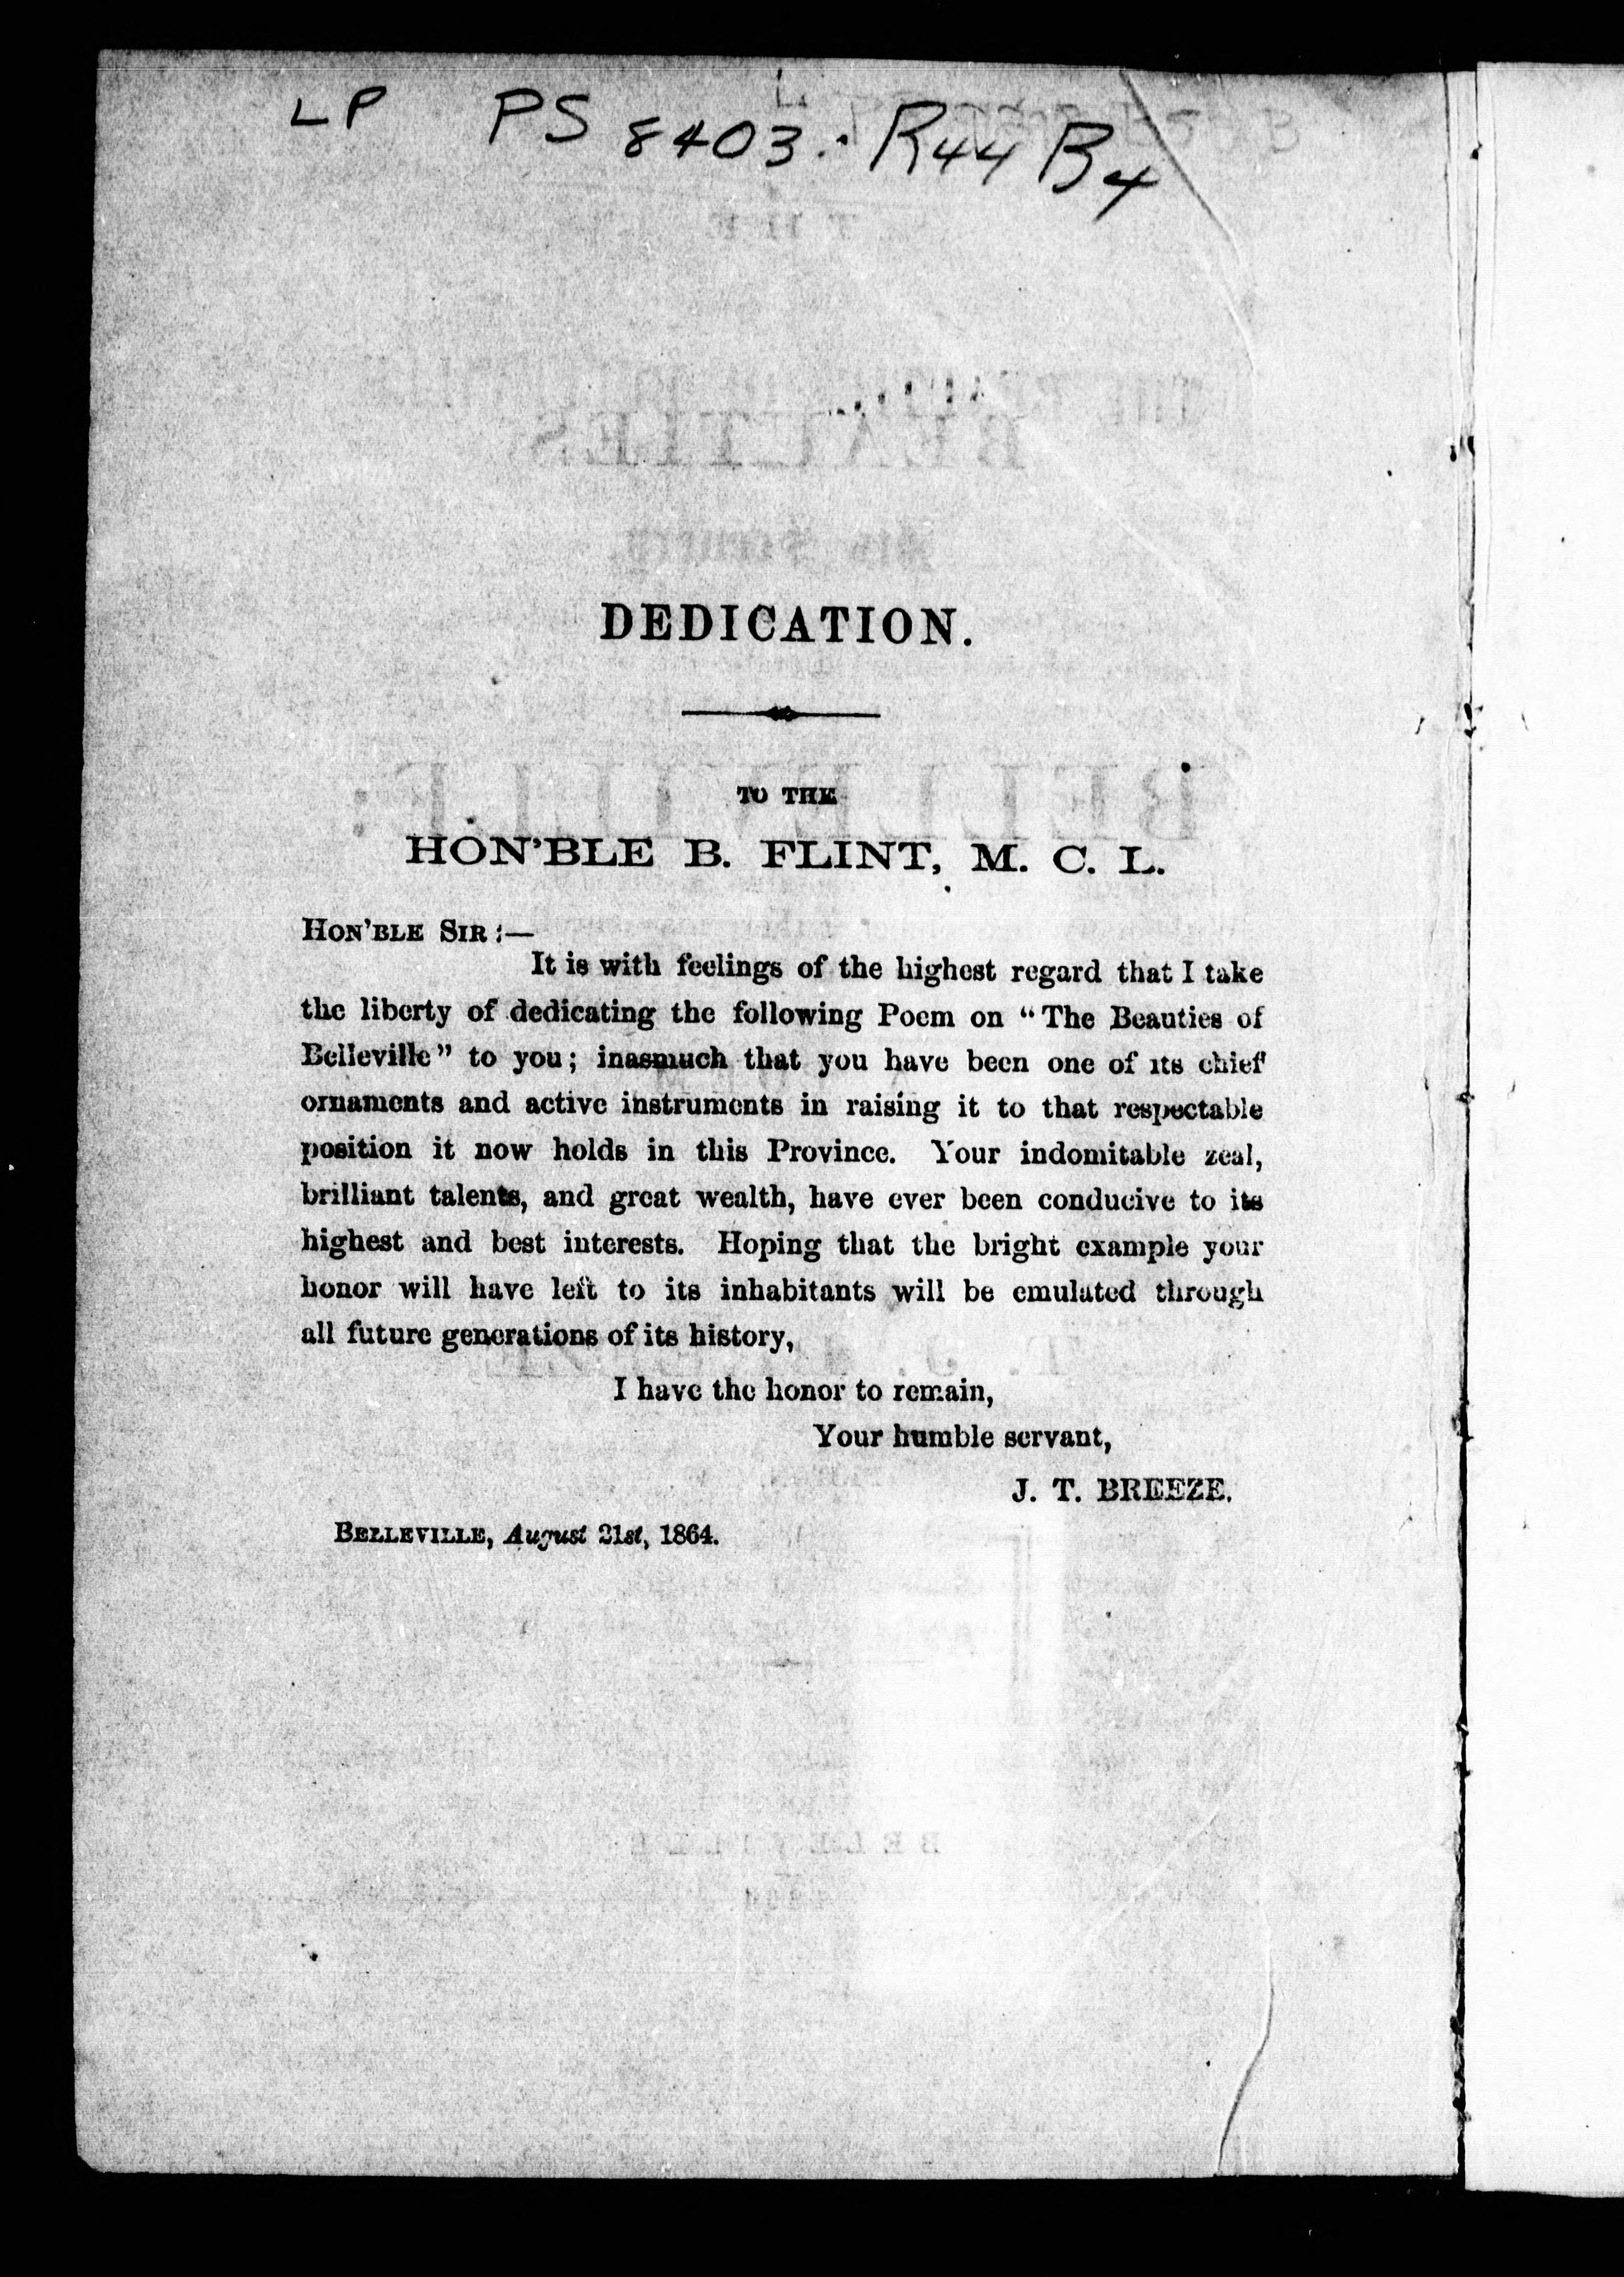 LP PS 8403. R44 B4
DEDICATION.
TO THE
HON'BLE B. FLINT, M. C. L.
HON'BLE SIR:—
It is with feelings of the highest regard that I take
the liberty of dedicating the following Poem on "The Beauties of
Belleville" to you; inasmuch that you have been one of its chief
ornaments and active instruments in raising it to that respectable
position it now holds in this Province. Your indomitable zeal,
brilliant talents, and great wealth, have ever been conducive to its
highest and best interests. Hoping that the bright example your
honor will have left to its inhabitants will be emulated through
all future generations of its history,
I have the honor to remain,
Your humble servant,
J. T. BREEZE.
BELLEVILLE, August 21st, 1864.